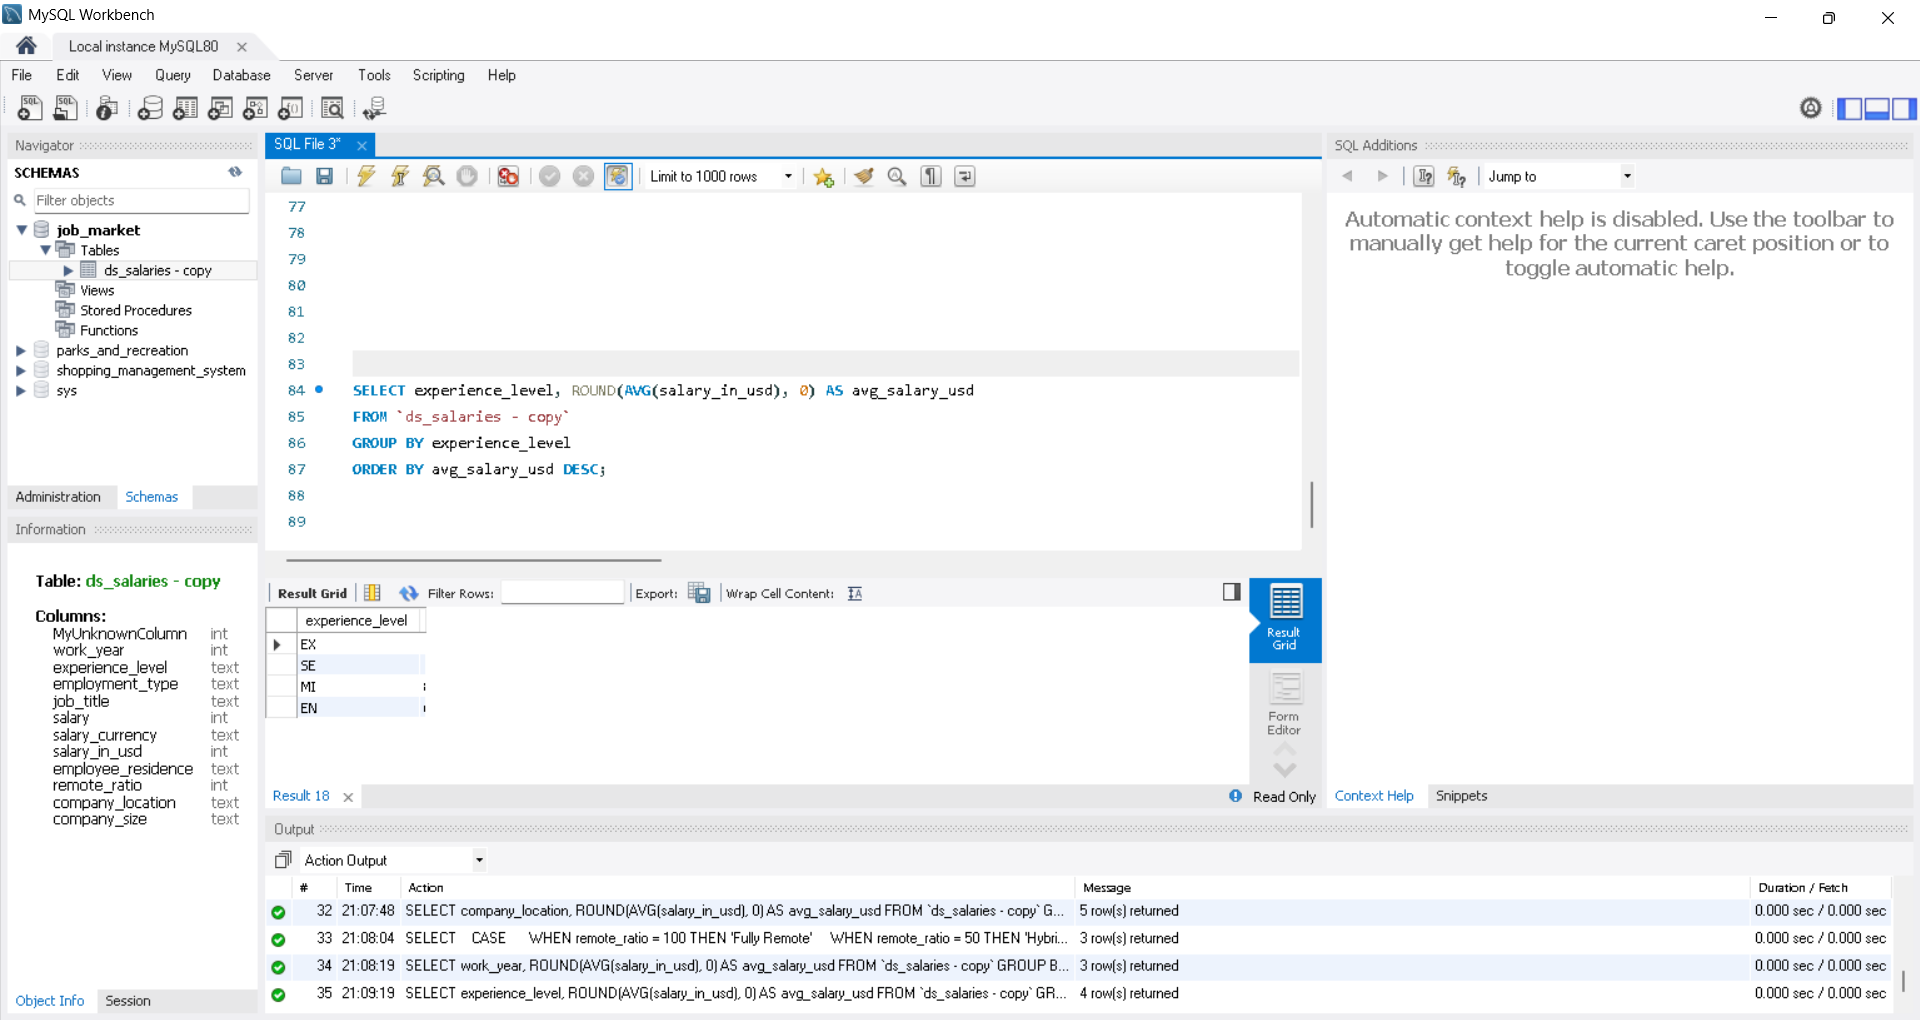 MySQL Workbench
Local instance MySQL80
File Edit View Query Database Server Tools Scripting Help
Navigator
SCHEMAS
Filter objects
job_market
Tables
ds_salaries - copy
Views
Stored Procedures
Functions
parks_and_recreation
shopping_management_system
sys
Administration Schemas
Information
Table: ds_salaries - copy
Columns:
MyUnknownColumn int
work_year int
experience_level text
employment_type text
job_title text
salary int
salary_currency text
salary_in_usd int
employee_residence text
remote_ratio int
company_location text
company_size text
Object Info Session
SQL File 3*
Limit to 1000 rows
77
78
79
80
81
82
83
84 SELECT experience_level, ROUND(AVG(salary_in_usd), 0) AS avg_salary_usd
85 FROM `ds_salaries - copy`
86 GROUP BY experience_level
87 ORDER BY avg_salary_usd DESC;
88
89
Result Grid Filter Rows: Export: Wrap Cell Content:
experience_level
EX
SE
MI
EN
Result Grid
Form Editor
Result 18 Read Only
SQL Additions
Jump to
Automatic context help is disabled. Use the toolbar to
manually get help for the current caret position or to
toggle automatic help.
Context Help Snippets
Output
Action Output
# Time Action Message Duration / Fetch
32 21:07:48 SELECT company_location, ROUND(AVG(salary_in_usd), 0) AS avg_salary_usd FROM `ds_salaries - copy` G... 5 row(s) returned 0.000 sec / 0.000 sec
33 21:08:04 SELECT CASE WHEN remote_ratio = 100 THEN 'Fully Remote' WHEN remote_ratio = 50 THEN 'Hybri... 3 row(s) returned 0.000 sec / 0.000 sec
34 21:08:19 SELECT work_year, ROUND(AVG(salary_in_usd), 0) AS avg_salary_usd FROM `ds_salaries - copy` GROUP B... 3 row(s) returned 0.000 sec / 0.000 sec
35 21:09:19 SELECT experience_level, ROUND(AVG(salary_in_usd), 0) AS avg_salary_usd FROM `ds_salaries - copy` GR... 4 row(s) returned 0.000 sec / 0.000 sec